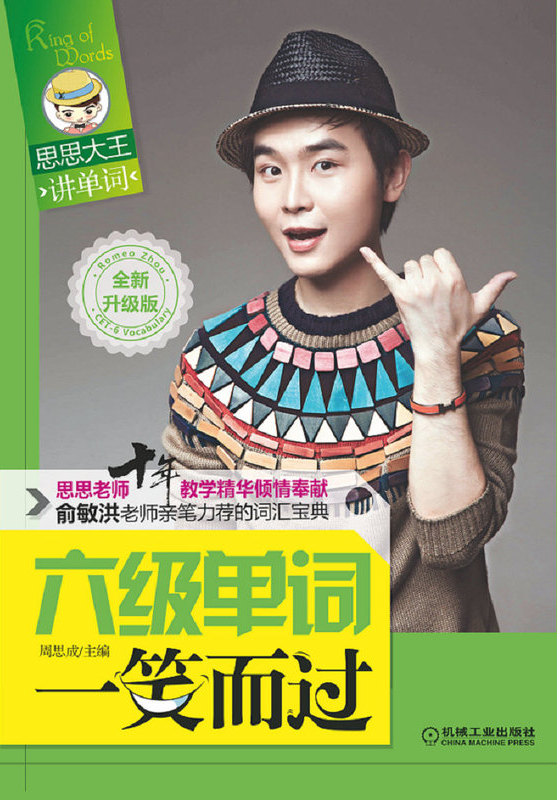 King of
Words
思思大王
讲单词
Romeo Zhou
全新
升级版
CET-6 Vocabulary
思思老师十年教学精华倾情奉献
俞敏洪老师亲笔力荐的词汇宝典
六级单词
周思成/主编
一笑而过
机械工业出版社
CHINA MACHINE PRESS